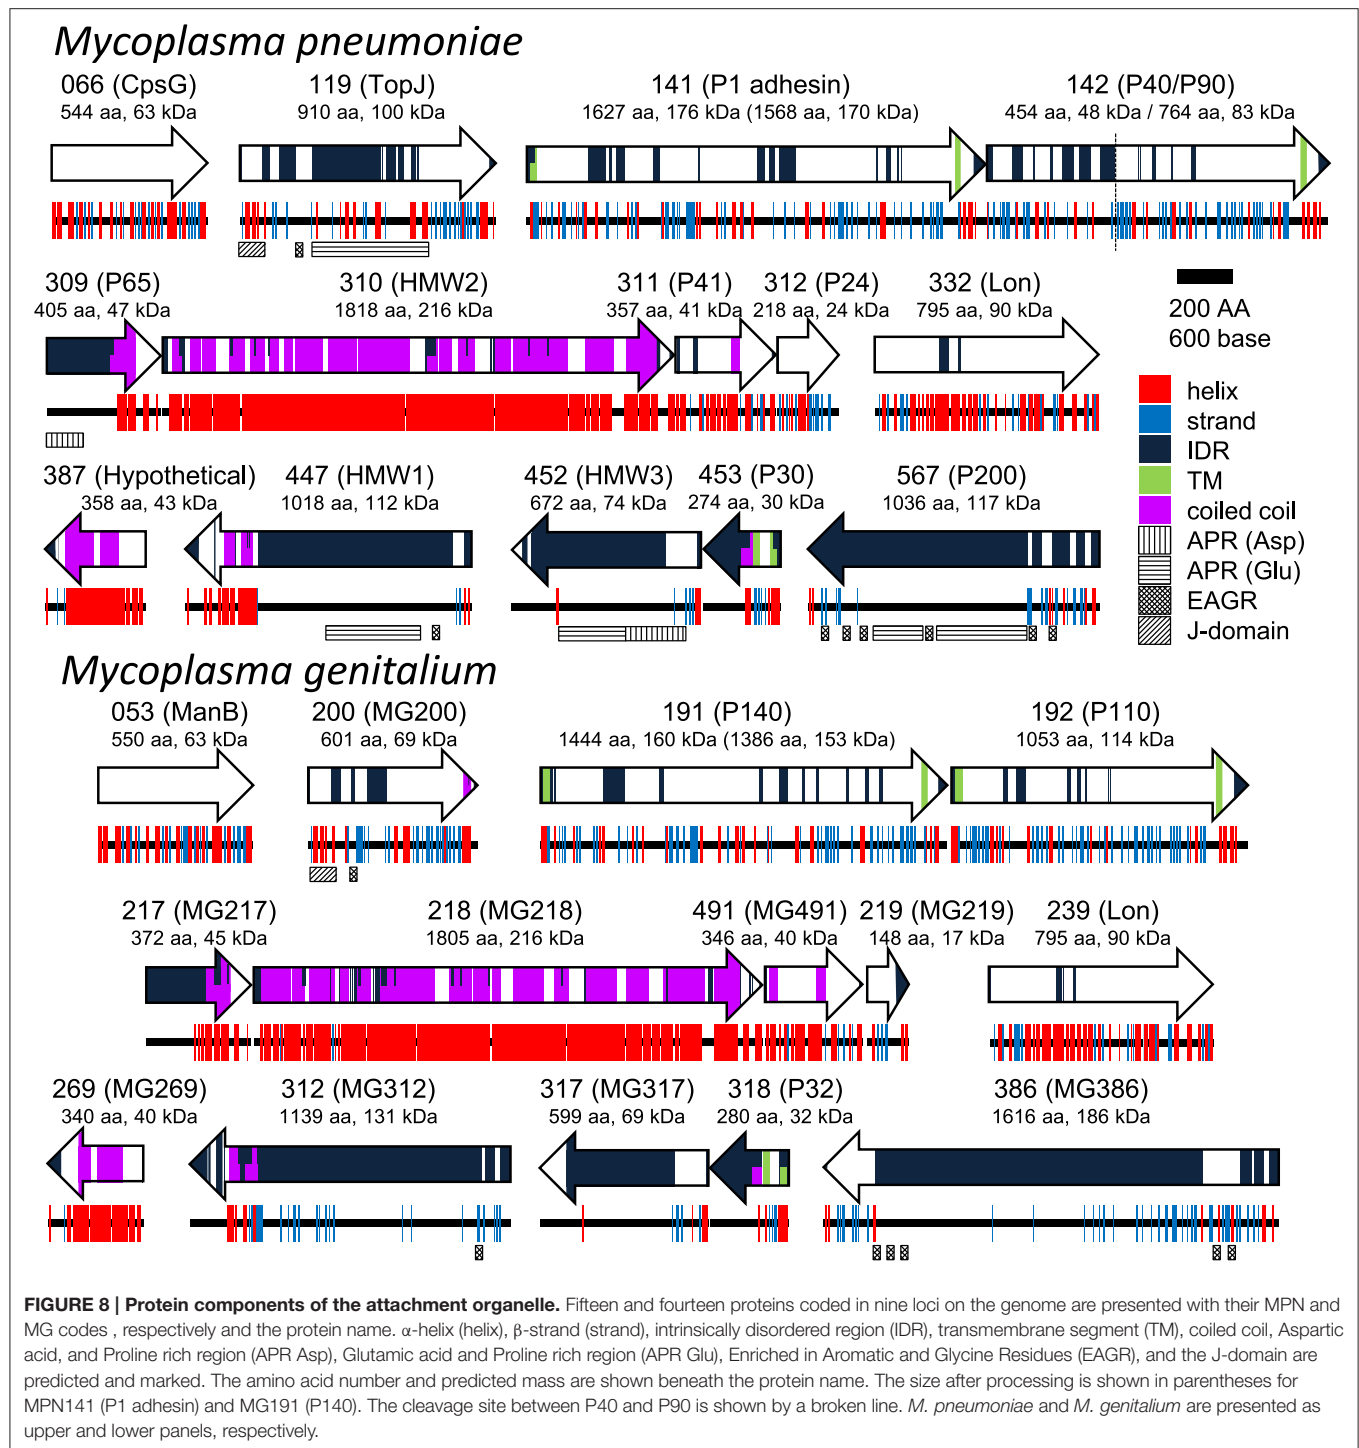 Mycoplasma pneumoniae
066 (CpsG) 119 (TopJ) 141 (P1 adhesin) 142 (P40/P90)
544 aa, 63 kDa 910 aa, 100 kDa 1627 aa, 176 kDa (1568 aa, 170 kDa) 454 aa, 48 kDa / 764 aa, 83 kDa
309 (P65) 310 (HMW2) 311 (P41) 312 (P24) 332 (Lon)
405 aa, 47 kDa 1818 aa, 216 kDa 357 aa, 41 kDa 218 aa, 24 kDa 795 aa, 90 kDa
200 AA
600 base
helix
strand
IDR
TM
coiled coil
APR (Asp)
APR (Glu)
EAGR
J-domain
387 (Hypothetical) 447 (HMW1) 452 (HMW3) 453 (P30) 567 (P200)
358 aa, 43 kDa 1018 aa, 112 kDa 672 aa, 74 kDa 274 aa, 30 kDa 1036 aa, 117 kDa
Mycoplasma genitalium
053 (ManB) 200 (MG200) 191 (P140) 192 (P110)
550 aa, 63 kDa 601 aa, 69 kDa 1444 aa, 160 kDa (1386 aa, 153 kDa) 1053 aa, 114 kDa
217 (MG217) 218 (MG218) 491 (MG491) 219 (MG219) 239 (Lon)
372 aa, 45 kDa 1805 aa, 216 kDa 346 aa, 40 kDa 148 aa, 17 kDa 795 aa, 90 kDa
269 (MG269) 312 (MG312) 317 (MG317) 318 (P32) 386 (MG386)
340 aa, 40 kDa 1139 aa, 131 kDa 599 aa, 69 kDa 280 aa, 32 kDa 1616 aa, 186 kDa
FIGURE 8 | Protein components of the attachment organelle. Fifteen and fourteen proteins coded in nine loci on the genome are presented with their MPN and
MG codes , respectively and the protein name. α-helix (helix), β-strand (strand), intrinsically disordered region (IDR), transmembrane segment (TM), coiled coil, Aspartic
acid, and Proline rich region (APR Asp), Glutamic acid and Proline rich region (APR Glu), Enriched in Aromatic and Glycine Residues (EAGR), and the J-domain are
predicted and marked. The amino acid number and predicted mass are shown beneath the protein name. The size after processing is shown in parentheses for
MPN141 (P1 adhesin) and MG191 (P140). The cleavage site between P40 and P90 is shown by a broken line. M. pneumoniae and M. genitalium are presented as
upper and lower panels, respectively.